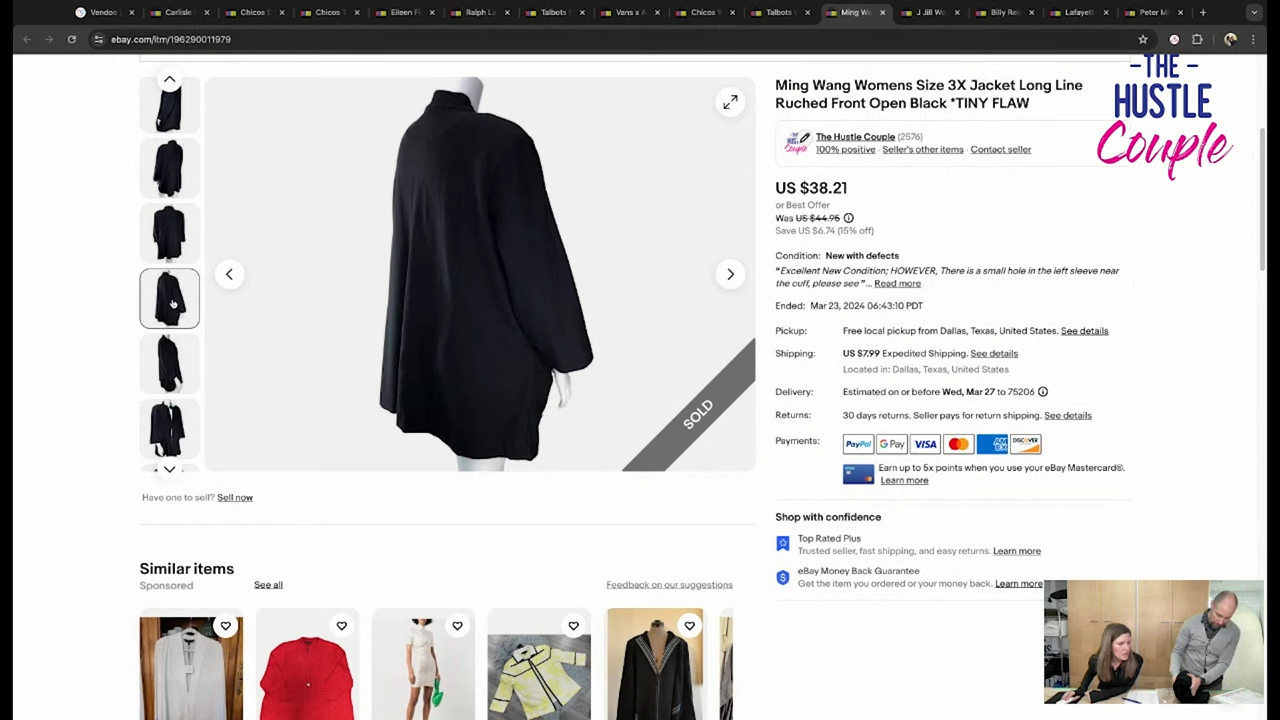 Vendoo
Carlisle
Chicos D
Chicos T
Eileen F
Ralph La
Talbots
Vans x A
Chicos W
Talbots
Ming Wa
J Jill Wo
Billy Rei
Lafayett
Peter Mi
ebay.com/itm/196290011979
-THE-
HUSTLE
Couple
Ming Wang Womens Size 3X Jacket Long Line
Ruched Front Open Black *TINY FLAW
The Hustle Couple (2576)
100% positive · Seller's other items · Contact seller
US $38.21
or Best Offer
Was US $44.95
Save US $6.74 (15% off)
Condition: New with defects
"Excellent New Condition; HOWEVER, There is a small hole in the left sleeve near
the cuff, please see" ... Read more
Ended: Mar 23, 2024 06:43:10 PDT
Pickup: Free local pickup from Dallas, Texas, United States. See details
Shipping: US $7.99 Expedited Shipping. See details
Located in: Dallas, Texas, United States
Delivery: Estimated on or before Wed, Mar 27 to 75206
Returns: 30 days returns. Seller pays for return shipping. See details
Payments: PayPal G Pay VISA mastercard AM EX DISCOVER
Earn up to 5x points when you use your eBay Mastercard®.
Learn more
SOLD
Have one to sell? Sell now
Shop with confidence
Top Rated Plus
Trusted seller, fast shipping, and easy returns. Learn more
eBay Money Back Guarantee
Get the item you ordered or your money back. Learn more
Similar items
Sponsored
See all
Feedback on our suggestions